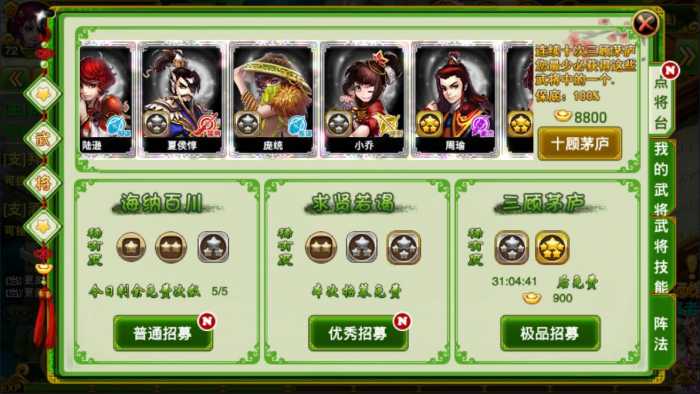 72
武
将
陆逊
夏侯惇
庞统
小乔
周瑜
连续十次三顾茅庐
您最少必获得这些
武将中的一个.
保底: 100%
8800
十顾茅庐
N
点将台
我的武将
武将技能
阵法
海纳百川
稀有度
今日剩余免费次数 5/5
普通招募
N
求贤若渴
稀有度
本次招募免费
优秀招募
N
三顾茅庐
稀有度
31:04:41 后免费
900
极品招募